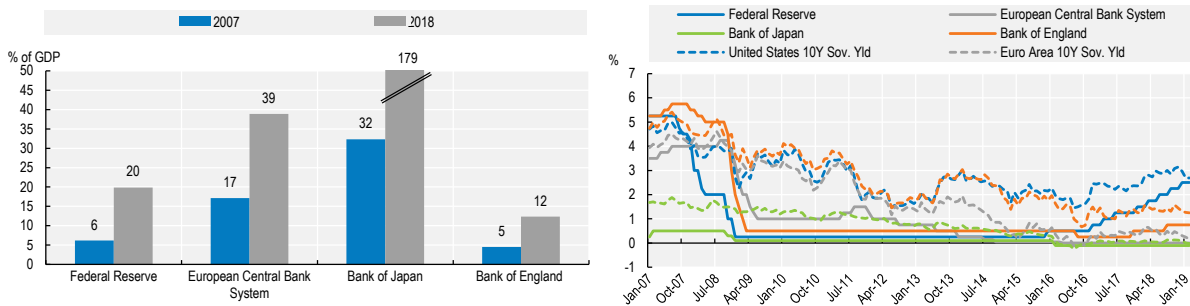 2007 2018
% of GDP
50
45
40
35
30
25
20
15
10
5
0
6
20
17
39
32
179
5
12
Federal Reserve
European Central Bank
System
Bank of Japan
Bank of England
Federal Reserve European Central Bank System
Bank of Japan Bank of England
United States 10Y Sov. Yld Euro Area 10Y Sov. Yld
%
7
6
5
4
3
2
1
0
-1
Jan-07
Oct-07
Jul-08
Apr-09
Jan-10
Oct-10
Jul-11
Apr-12
Jan-13
Oct-13
Jul-14
Apr-15
Jan-16
Oct-16
Jul-17
Apr-18
Jan-19